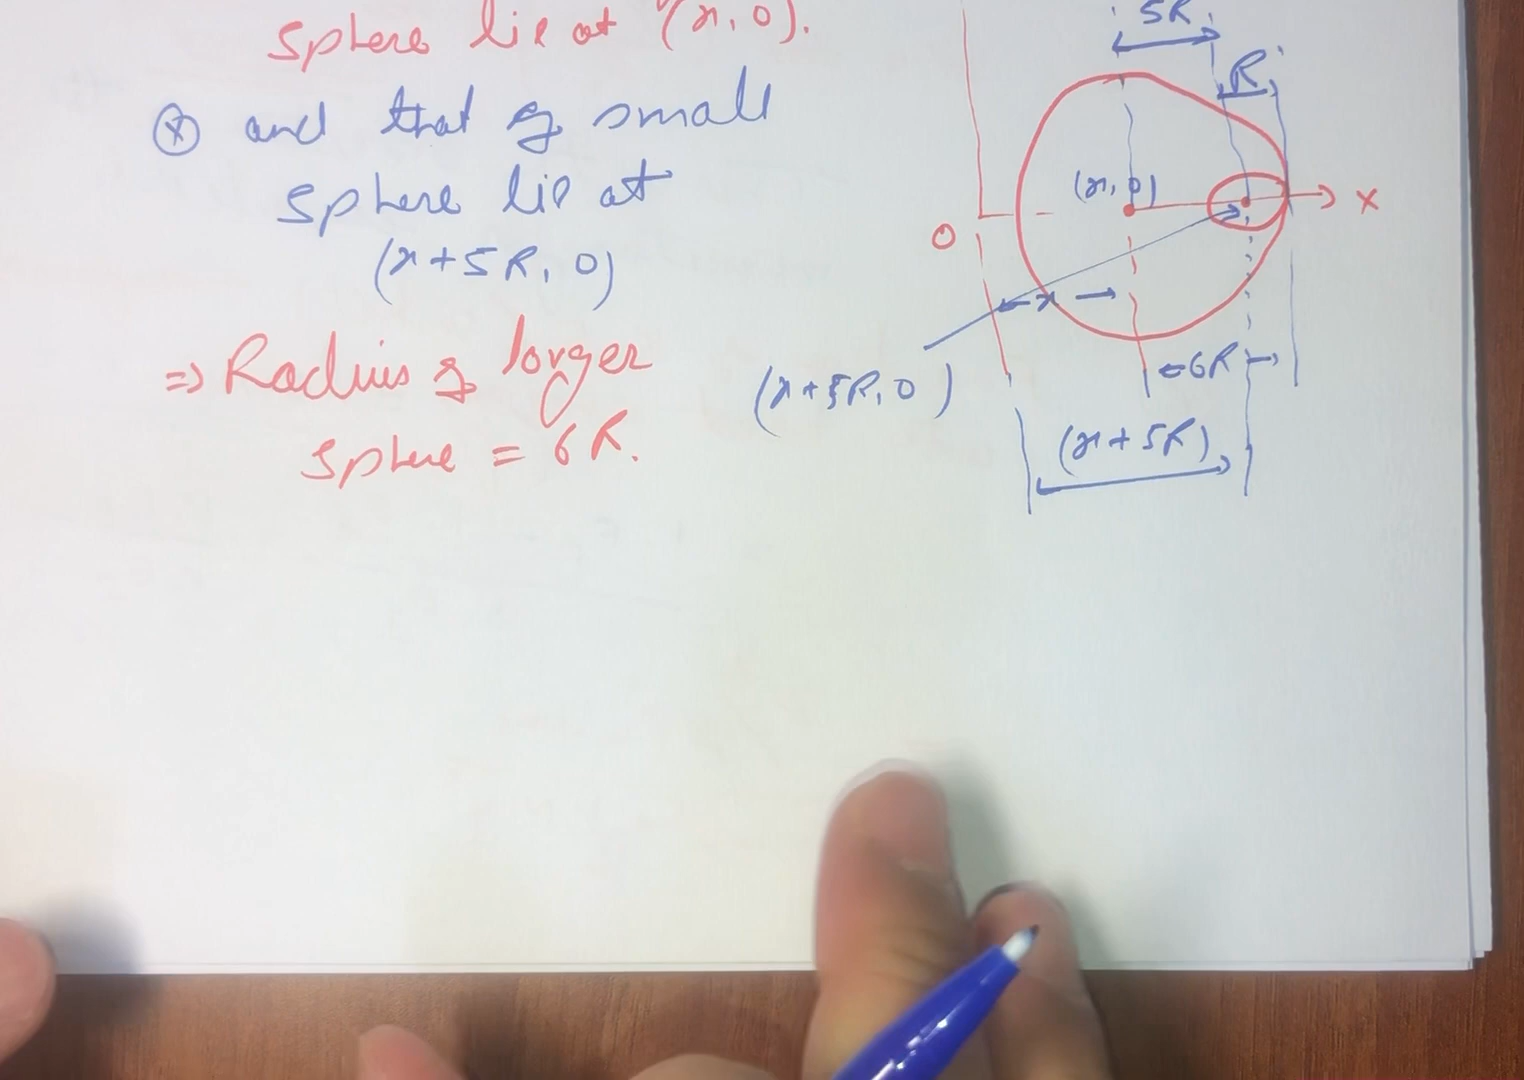 sphere lie at (x, 0).
⊗ and that of small
sphere lie at
(x+5R, 0)
=> Radius of larger
sphere = 6R.
5R
R
(x, 0)
X
O
x
6R
(x+5R, 0)
(x+5R)